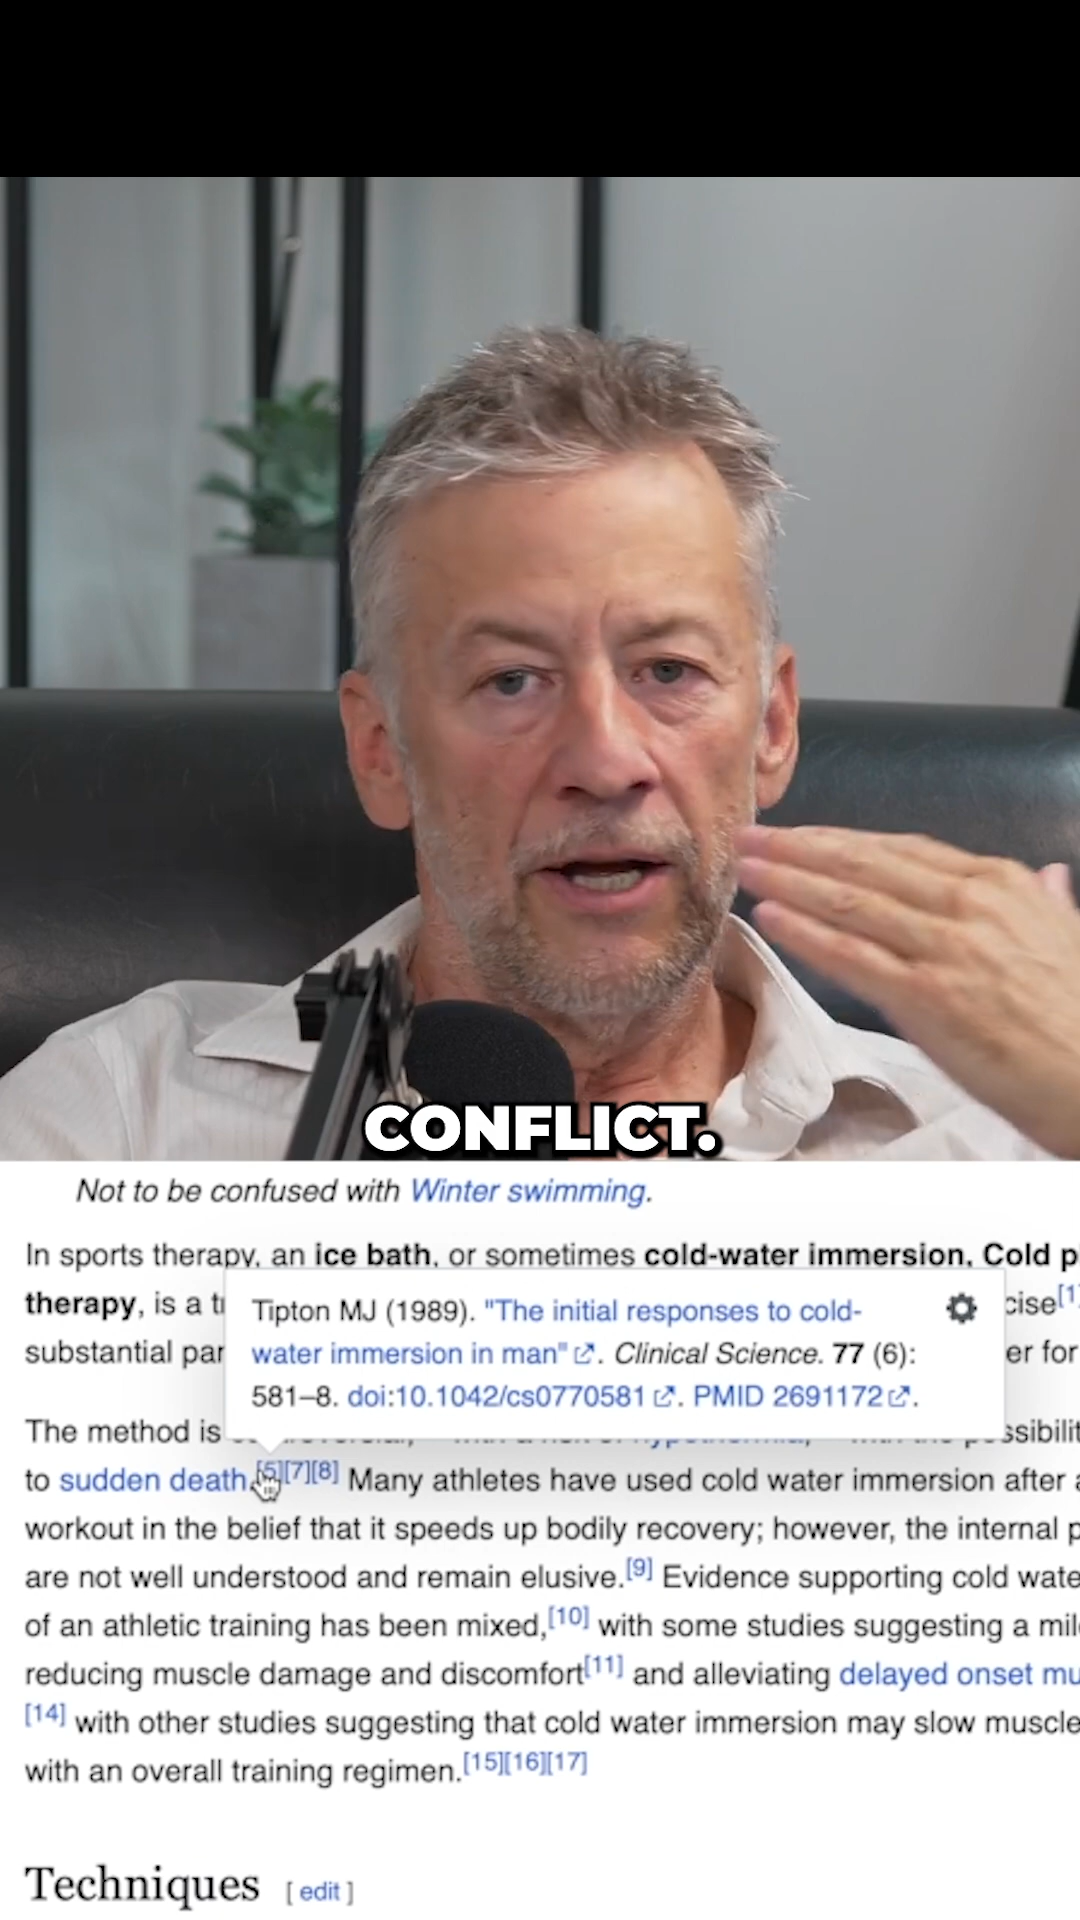 CONFLICT.
Not to be confused with Winter swimming.
In sports therapy, an ice bath, or sometimes cold-water immersion, Cold pl
therapy, is a tr
cise[1
substantial par
er for
Tipton MJ (1989). "The initial responses to cold-
water immersion in man". Clinical Science. 77 (6):
581–8. doi:10.1042/cs0770581. PMID 2691172.
The method is
ssibilit
to sudden death.[5][7][8] Many athletes have used cold water immersion after a
workout in the belief that it speeds up bodily recovery; however, the internal p
are not well understood and remain elusive.[9] Evidence supporting cold wate
of an athletic training has been mixed,[10] with some studies suggesting a mil
reducing muscle damage and discomfort[11] and alleviating delayed onset mu
[14] with other studies suggesting that cold water immersion may slow muscle
with an overall training regimen.[15][16][17]
Techniques [ edit ]